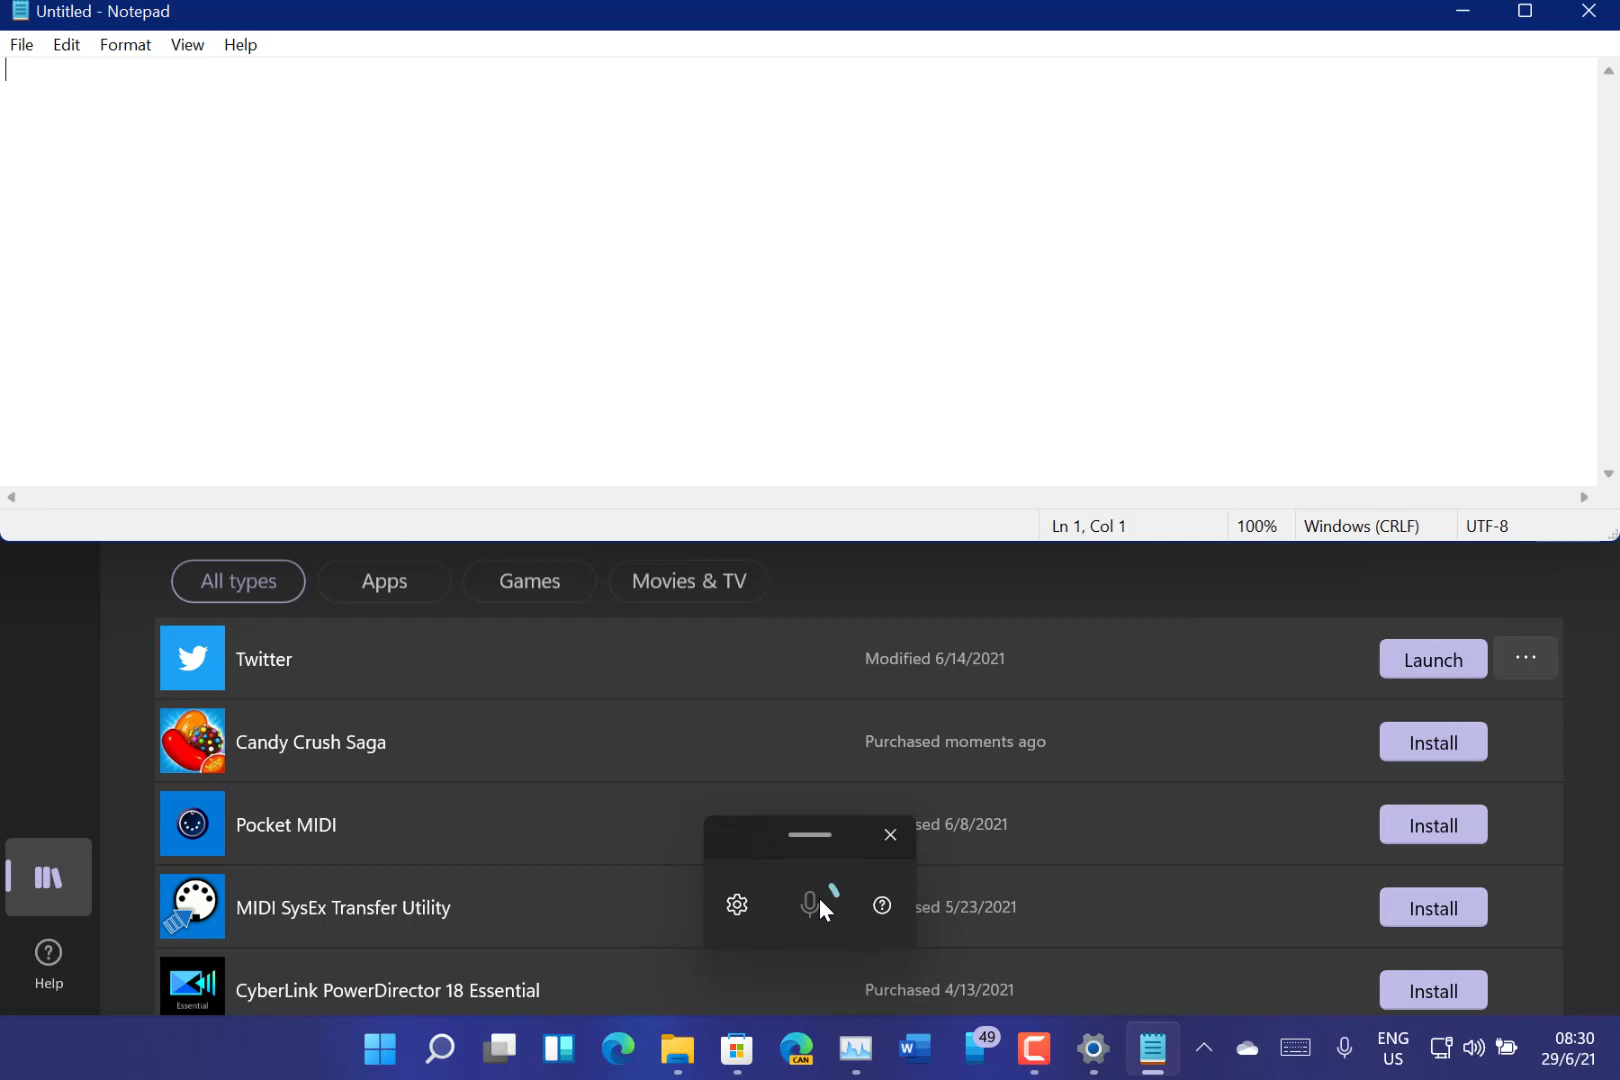 Untitled - Notepad
File Edit Format View Help
Ln 1, Col 1 100% Windows (CRLF) UTF-8
All types Apps Games Movies & TV
Twitter Modified 6/14/2021 Launch ...
Candy Crush Saga Purchased moments ago Install
Pocket MIDI sed 6/8/2021 Install
MIDI SysEx Transfer Utility sed 5/23/2021 Install
Essential CyberLink PowerDirector 18 Essential Purchased 4/13/2021 Install
Help
CAN W 49 ENG 08:30
US 29/6/21